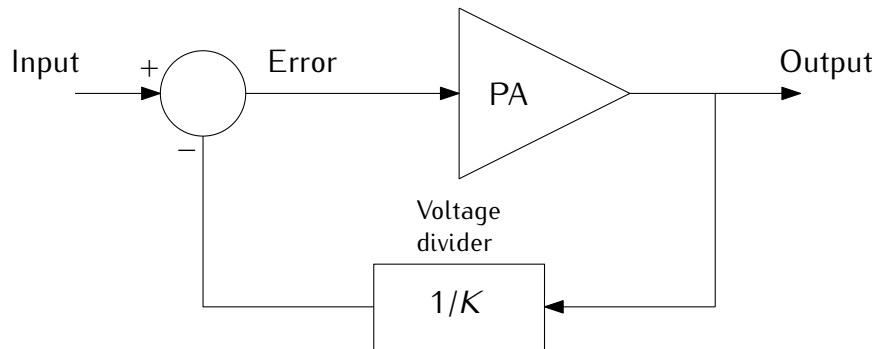 Input
+
Error
PA
Output
−
Voltage
divider
1/K